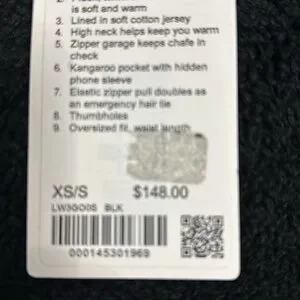 is soft and warm
3. Lined in soft cotton jersey
4. High neck helps keep you warm
5. Zipper garage keeps chafe in
check
6. Kangaroo pocket with hidden
phone sleeve
7. Elastic zipper pull doubles as
an emergency hair tie
8. Thumbholes
9. Oversized fit, waist length
XS/S $148.00
LW3GO0S BLK
000145301969